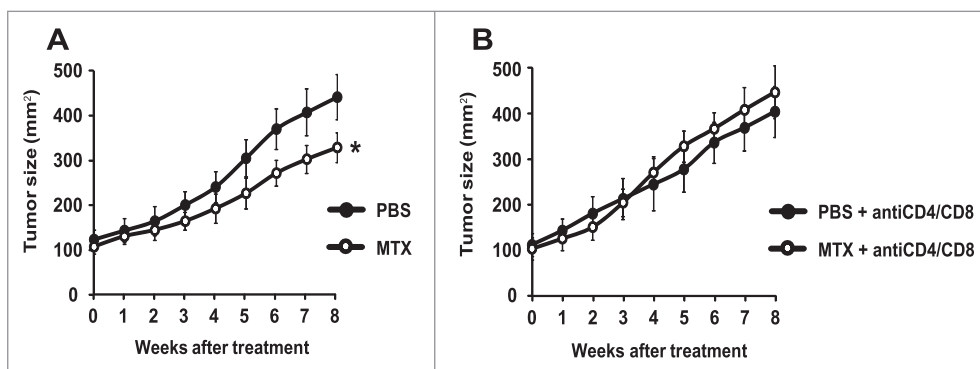 A
Tumor size (mm²)
500
400
300
200
100
0
0 1 2 3 4 5 6 7 8
Weeks after treatment
*
PBS
MTX
B
Tumor size (mm²)
500
400
300
200
100
0
0 1 2 3 4 5 6 7 8
Weeks after treatment
PBS + antiCD4/CD8
MTX + antiCD4/CD8